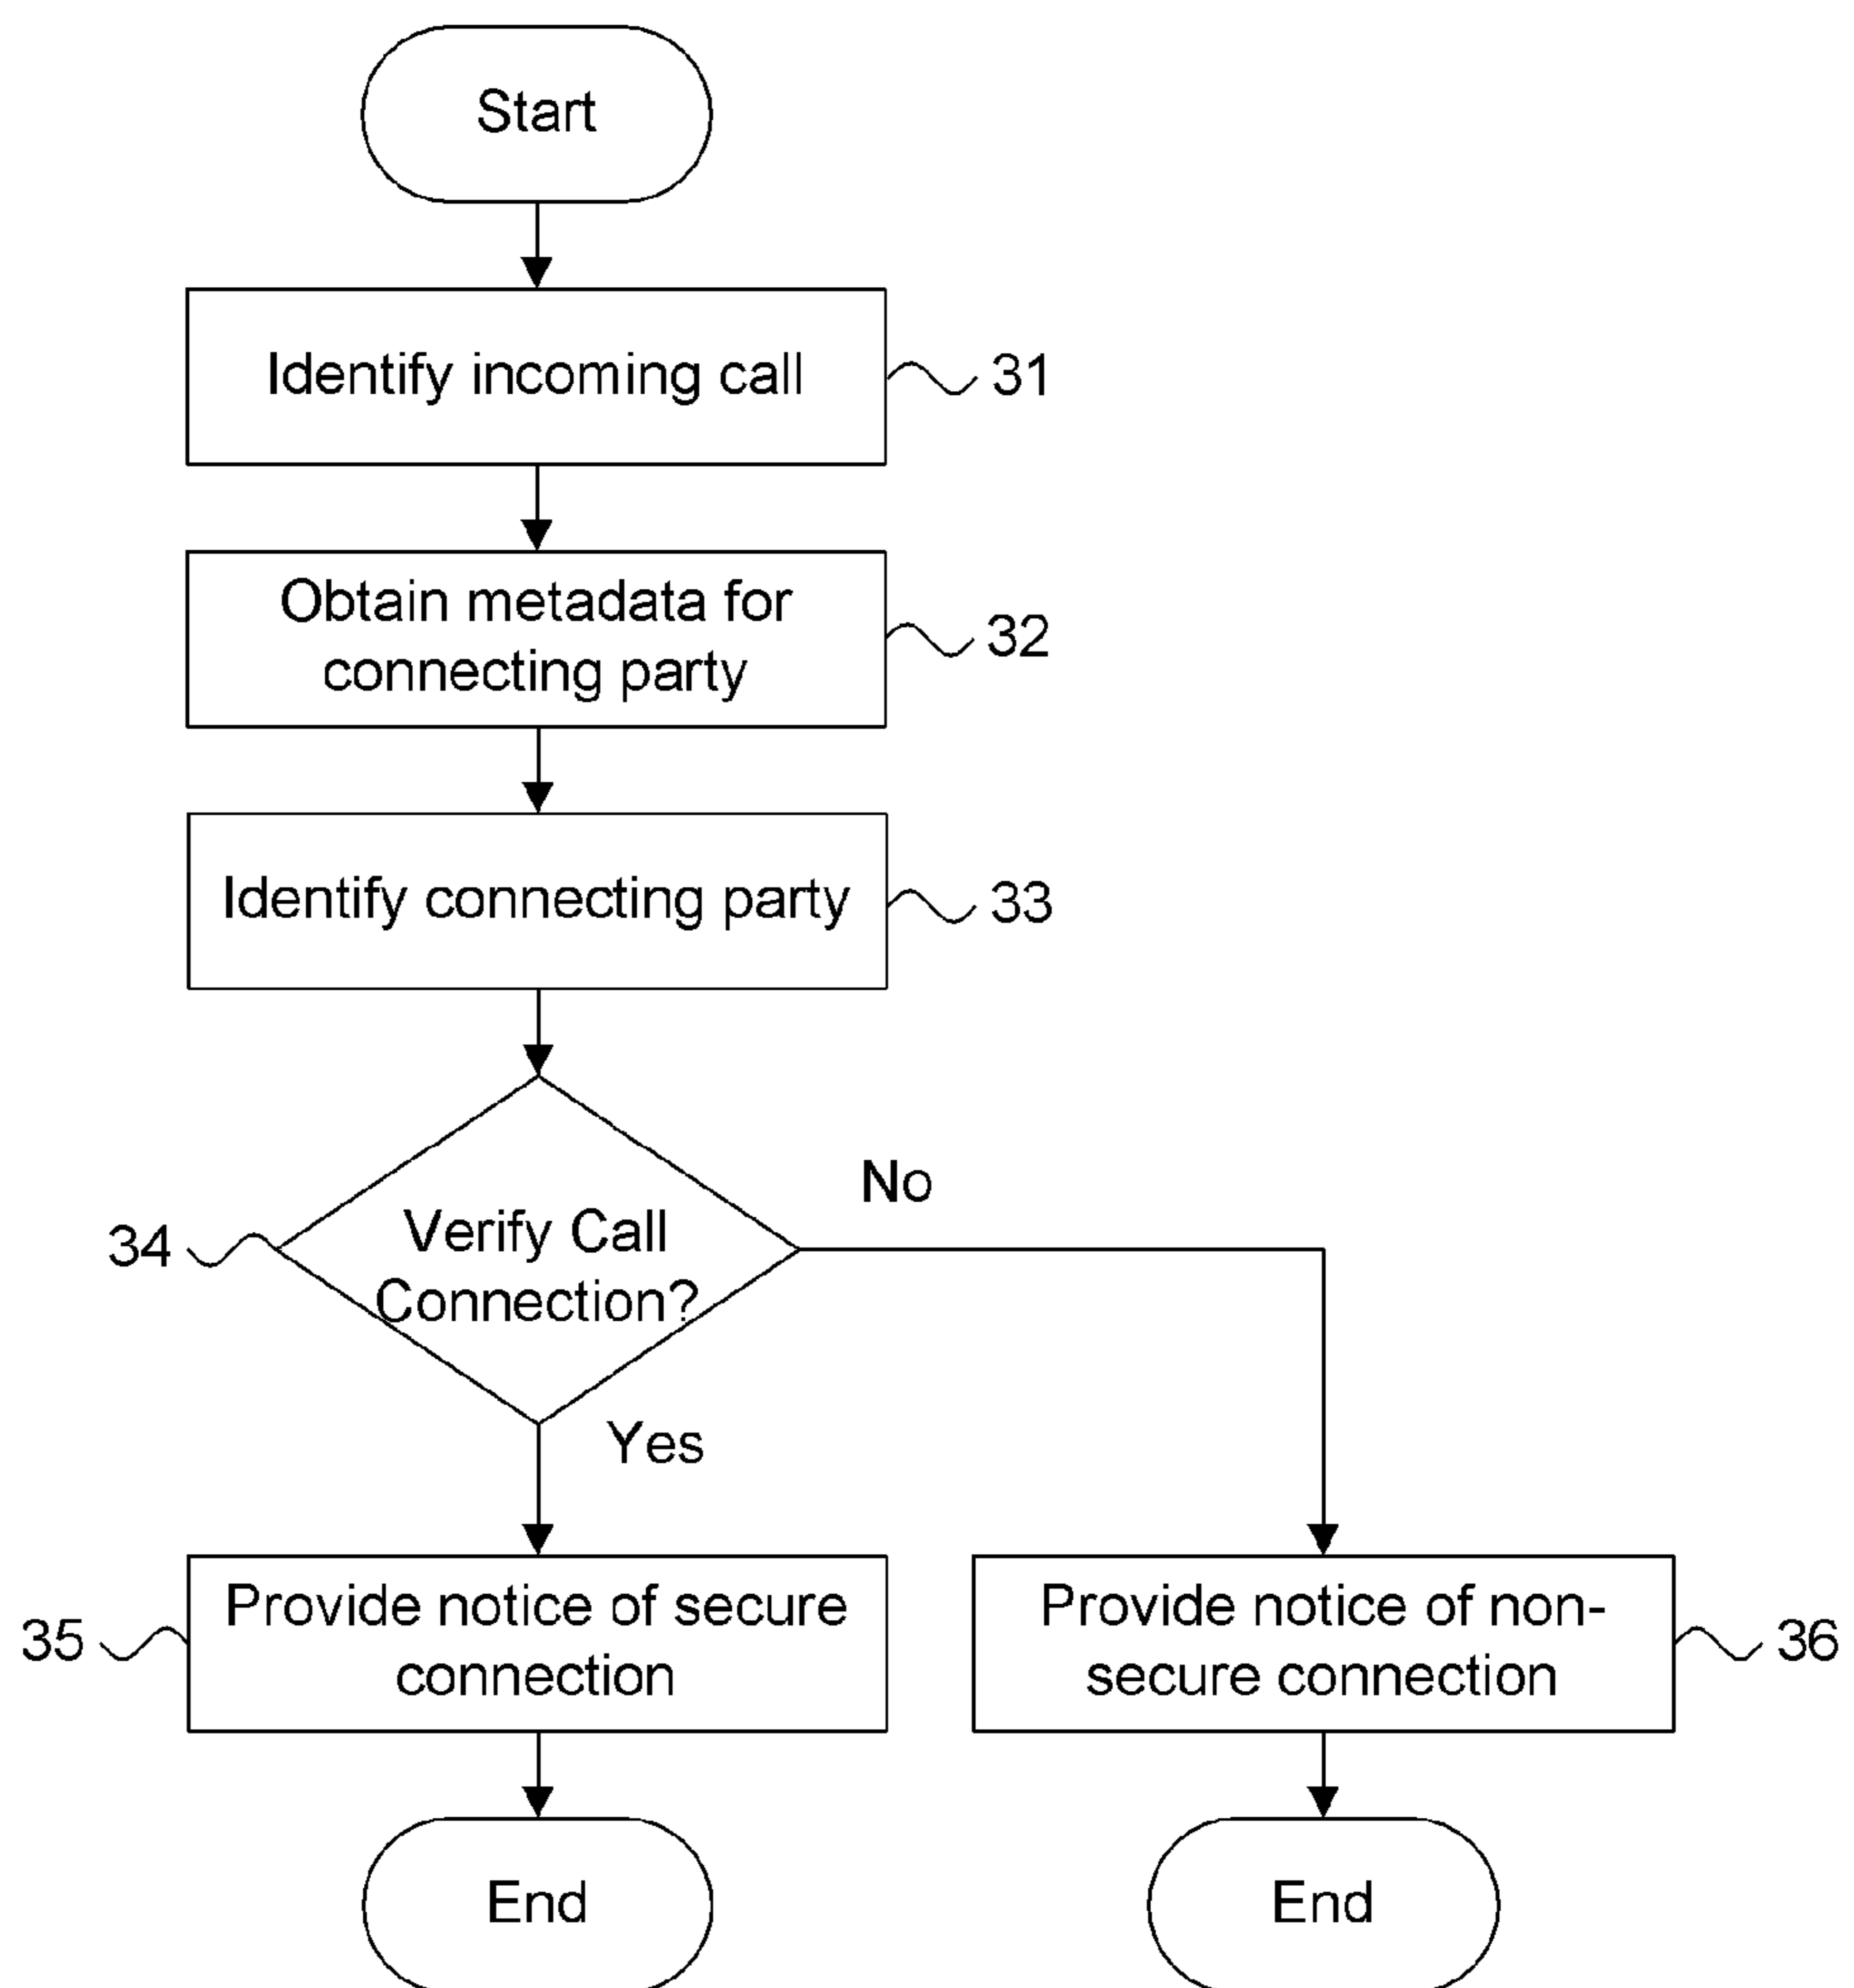 Start
Identify incoming call
31
Obtain metadata for
connecting party
32
Identify connecting party
33
34
Verify Call
Connection?
No
Yes
35
Provide notice of secure
connection
Provide notice of non-
secure connection
36
End
End